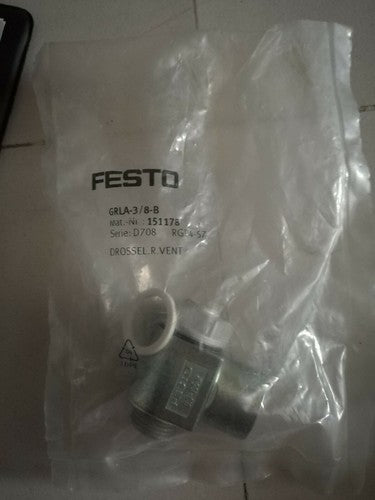 FESTO
GRLA-3/8-B
Mat.-Nr.: 151178
Serie: D708
DROSSEL.R.VENT